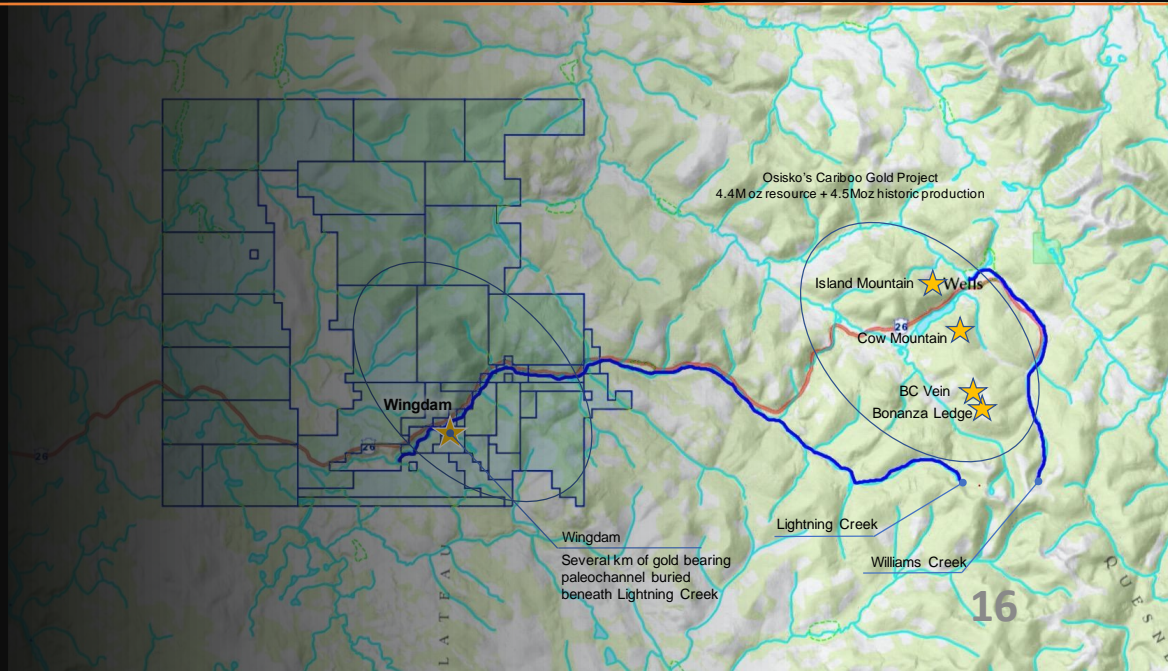 Osisko's Cariboo Gold Project
4.4M oz resource + 4.5Moz historic production
Island Mountain
Wells
26
Cow Mountain
BC Vein
Bonanza Ledge
Wingdam
26
26
Lightning Creek
Williams Creek
Wingdam
Several km of gold bearing
paleochannel buried
beneath Lightning Creek
LATEAU
QUESN
16